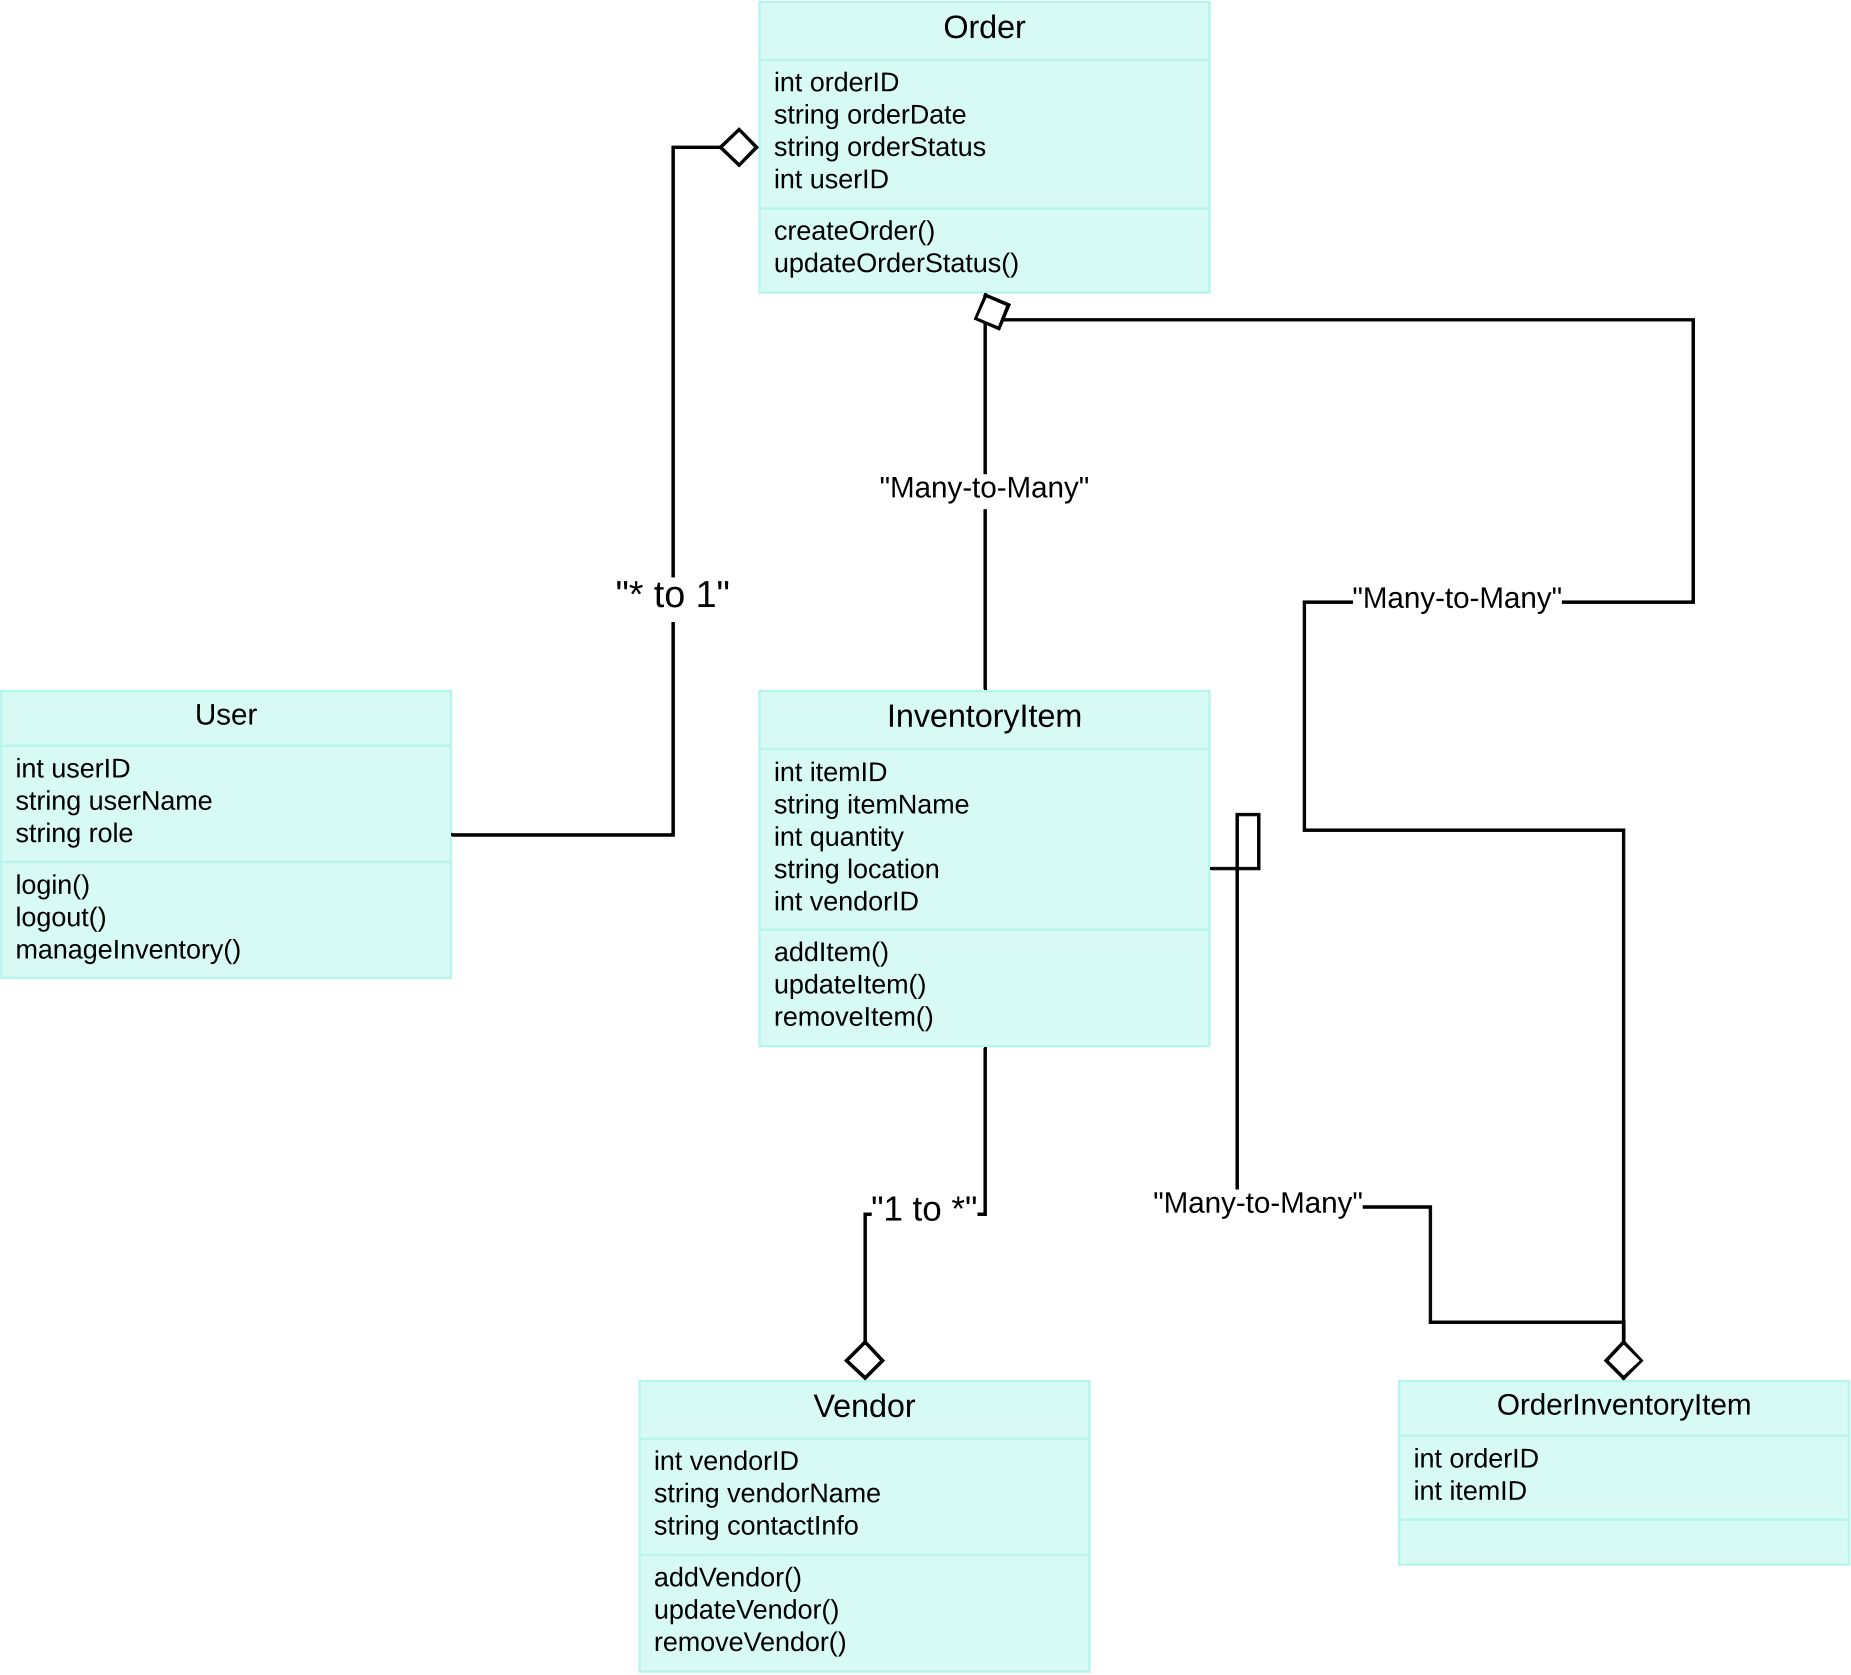 Order
int orderID
string orderDate
string orderStatus
int userID
createOrder()
updateOrderStatus()
"Many-to-Many"
"* to 1"
"Many-to-Many"
User
int userID
string userName
string role
login()
logout()
manageInventory()
InventoryItem
int itemID
string itemName
int quantity
string location
int vendorID
addItem()
updateItem()
removeItem()
"1 to *"
"Many-to-Many"
Vendor
int vendorID
string vendorName
string contactInfo
addVendor()
updateVendor()
removeVendor()
OrderInventoryItem
int orderID
int itemID